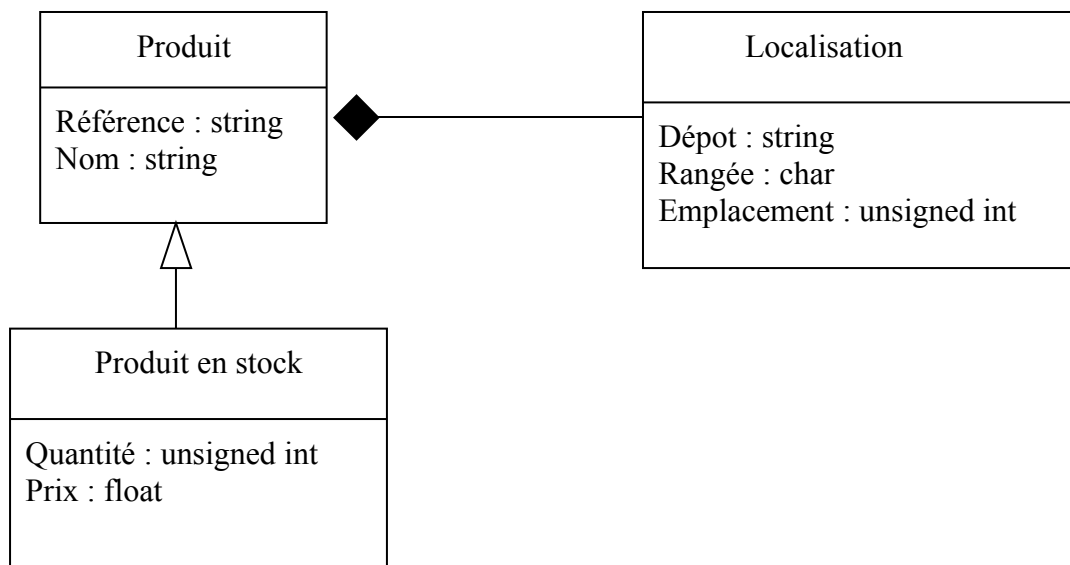 Produit
Référence : string
Nom : string
Localisation
Dépot : string
Rangée : char
Emplacement : unsigned int
Produit en stock
Quantité : unsigned int
Prix : float